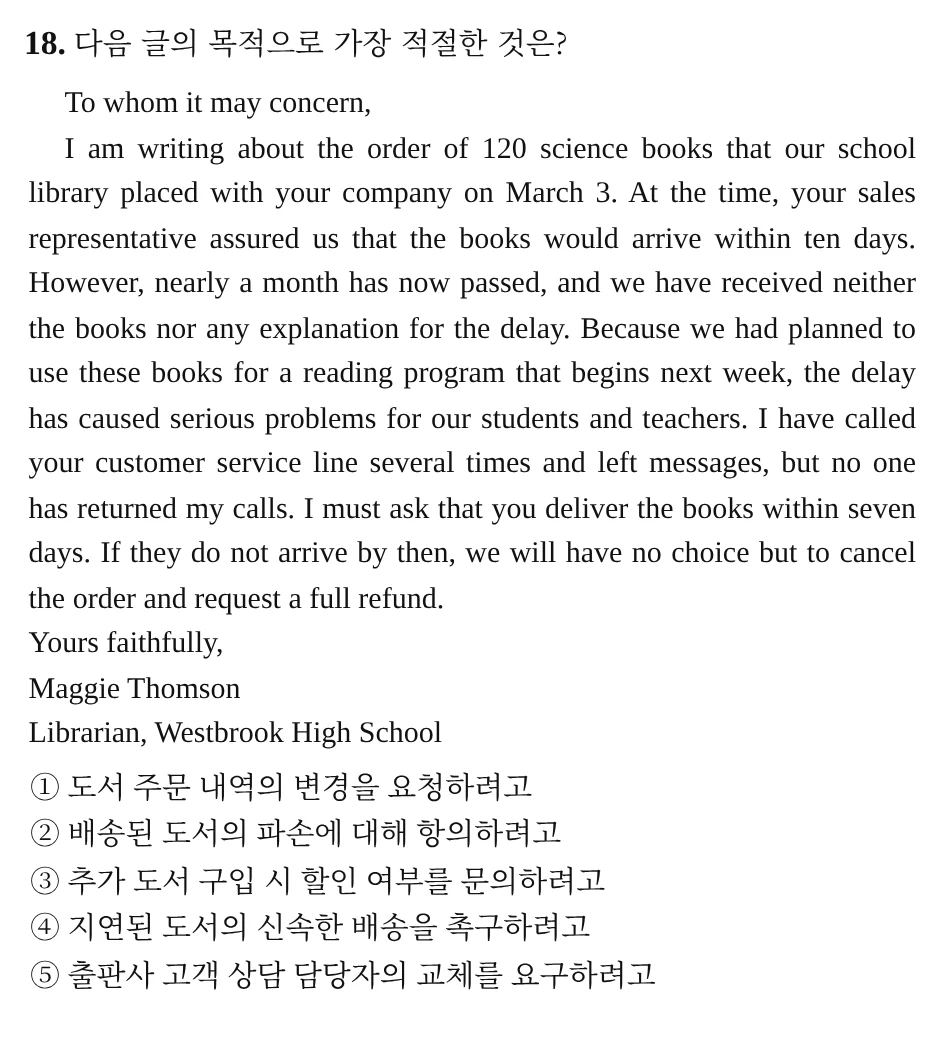 18. 다음 글의 목적으로 가장 적절한 것은?
To whom it may concern,
I am writing about the order of 120 science books that our school
library placed with your company on March 3. At the time, your sales
representative assured us that the books would arrive within ten days.
However, nearly a month has now passed, and we have received neither
the books nor any explanation for the delay. Because we had planned to
use these books for a reading program that begins next week, the delay
has caused serious problems for our students and teachers. I have called
your customer service line several times and left messages, but no one
has returned my calls. I must ask that you deliver the books within seven
days. If they do not arrive by then, we will have no choice but to cancel
the order and request a full refund.
Yours faithfully,
Maggie Thomson
Librarian, Westbrook High School
① 도서 주문 내역의 변경을 요청하려고
② 배송된 도서의 파손에 대해 항의하려고
③ 추가 도서 구입 시 할인 여부를 문의하려고
④ 지연된 도서의 신속한 배송을 촉구하려고
⑤ 출판사 고객 상담 담당자의 교체를 요구하려고